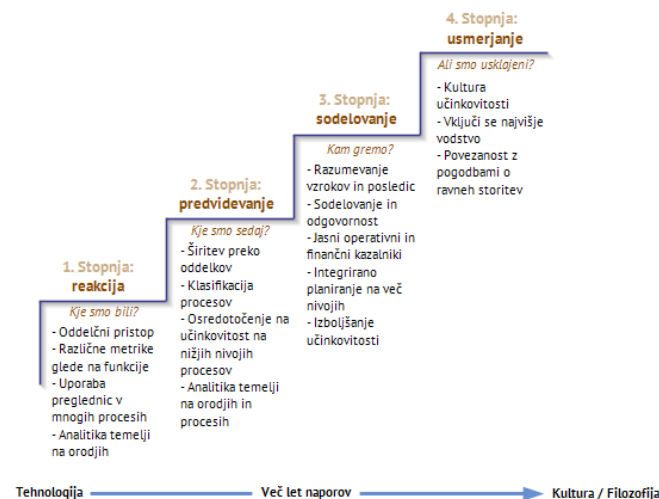 1. Stopnja:
reakcija
Kje smo bili?
- Oddelčni pristop
- Različne metrike
glede na funkcije
- Uporaba
preglednic v
mnogih procesih
- Analitika temelji
na orodjih
2. Stopnja:
predvidevanje
Kje smo sedaj?
- Širitev preko
oddelkov
- Klasifikacija
procesov
- Osredotočenje na
učinkovitost na
nižjih nivojih
procesov
- Analitika temelji
na orodjih in
procesih
3. Stopnja:
sodelovanje
Kam gremo?
- Razumevanje
vzrokov in posledic
- Sodelovanje in
odgovornost
- Jasni operativni in
finančni kazalniki
- Integrirano
planiranje na več
nivojih
- Izboljšanje
učinkovitosti
4. Stopnja:
usmerjanje
Ali smo usklajeni?
- Kultura
učinkovitosti
- Vključi se najvišje
vodstvo
- Povezanost z
pogodbami o
ravneh storitev
Tehnologija
Več let naporov
Kultura / Filozofija